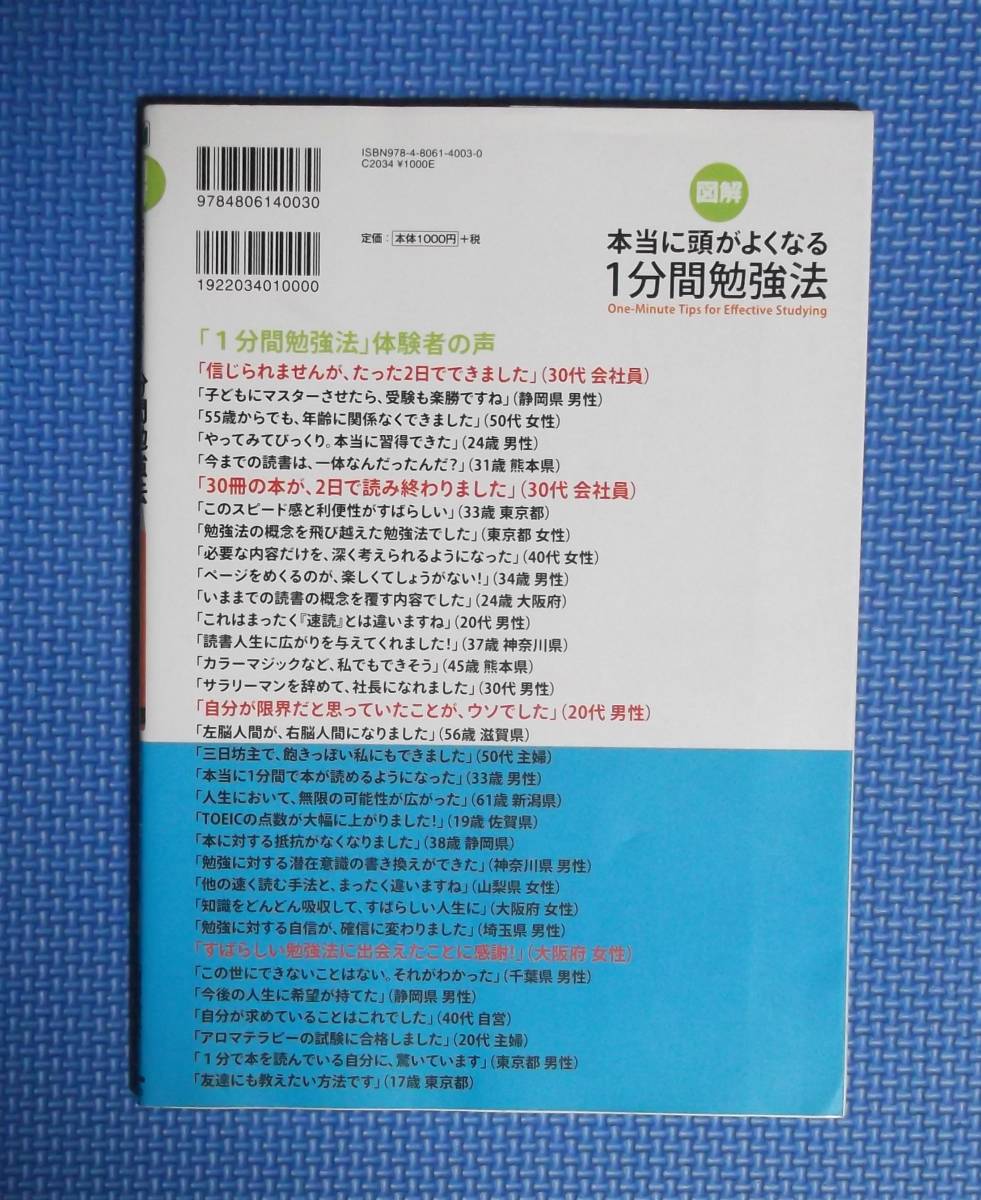 ISBN978-4-8061-4003-0
C2034 ¥1000E
9784806140030
定価：本体1000円+税
1922034010000
図解
本当に頭がよくなる
1分間勉強法
One-Minute Tips for Effective Studying
「1分間勉強法」体験者の声
「信じられませんが、たった2日でできました」（30代 会社員）
「子どもにマスターさせたら、受験も楽勝ですね」（静岡県 男性）
「55歳からでも、年齢に関係なくできました」（50代 女性）
「やってみてびっくり。本当に習得できた」（24歳 男性）
「今までの読書は、一体なんだったんだ？」（31歳 熊本県）
「30冊の本が、2日で読み終わりました」（30代 会社員）
「このスピード感と利便性がすばらしい」（33歳 東京都）
「勉強法の概念を飛び越えた勉強法でした」（東京都 女性）
「必要な内容だけを、深く考えられるようになった」（40代 女性）
「ページをめくるのが、楽しくてしょうがない！」（34歳 男性）
「いままでの読書の概念を覆す内容でした」（24歳 大阪府）
「これはまったく『速読』とは違いますね」（20代 男性）
「読書人生に広がりを与えてくれました！」（37歳 神奈川県）
「カラーマジックなど、私でもできそう」（45歳 熊本県）
「サラリーマンを辞めて、社長になれました」（30代 男性）
「自分が限界だと思っていたことが、ウソでした」（20代 男性）
「左脳人間が、右脳人間になりました」（56歳 滋賀県）
「三日坊主で、飽きっぽい私にもできました」（50代 主婦）
「本当に1分間で本が読めるようになった」（33歳 男性）
「人生において、無限の可能性が広がった」（61歳 新潟県）
「TOEICの点数が大幅に上がりました！」（19歳 佐賀県）
「本に対する抵抗がなくなりました」（38歳 静岡県）
「勉強に対する潜在意識の書き換えができた」（神奈川県 男性）
「他の速く読む手法と、まったく違いますね」（山梨県 女性）
「知識をどんどん吸収して、すばらしい人生に」（大阪府 女性）
「勉強に対する自信が、確信に変わりました」（埼玉県 男性）
「すばらしい勉強法に出会えたことに感謝！」（大阪府 女性）
「この世にできないことはない。それがわかった」（千葉県 男性）
「今後の人生に希望が持てた」（静岡県 男性）
「自分が求めていることはこれでした」（40代 自営）
「アロマテラピーの試験に合格しました」（20代 主婦）
「1分で本を読んでいる自分に、驚いています」（東京都 男性）
「友達にも教えたい方法です」（17歳 東京都）